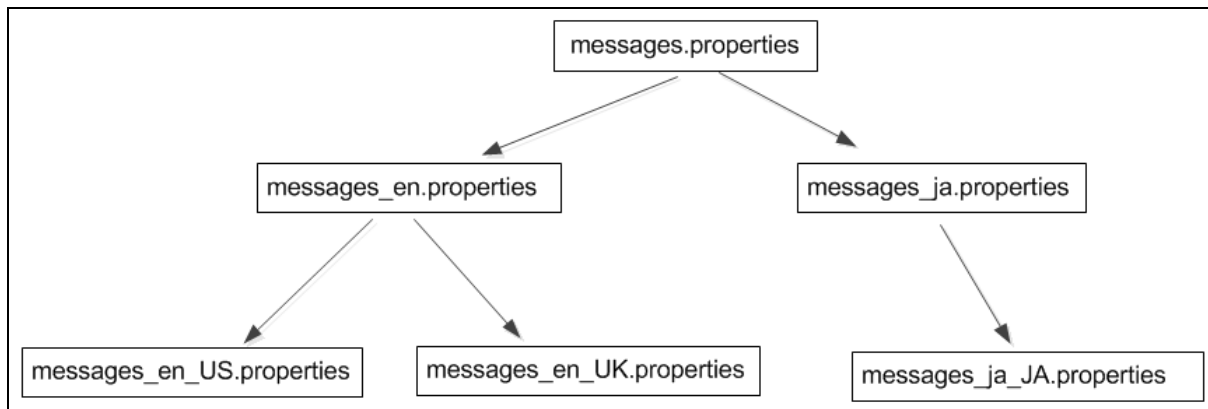 messages.properties
messages_en.properties
messages_ja.properties
messages_en_US.properties
messages_en_UK.properties
messages_ja_JA.properties